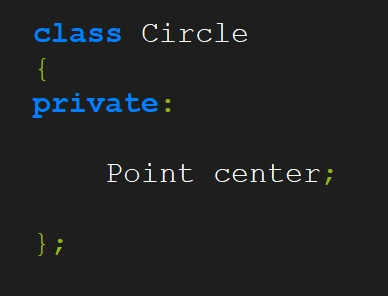 class Circle
{
private:
Point center;
};